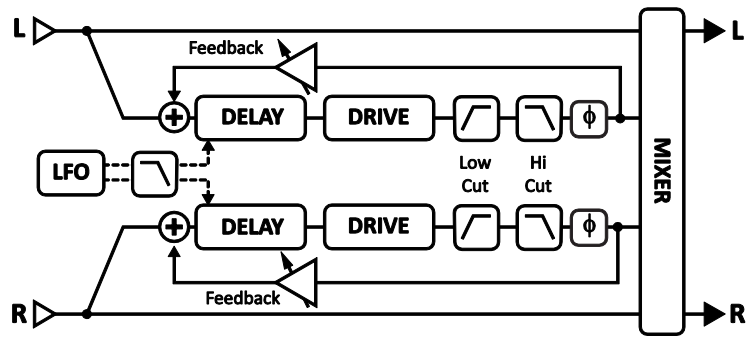 L
L
Feedback
+
DELAY
DRIVE
ϕ
Low
Cut
Hi
Cut
LFO
MIXER
+
DELAY
DRIVE
ϕ
Feedback
R
R